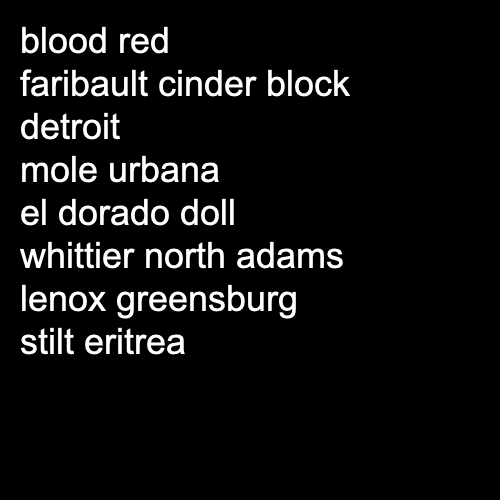 blood red
faribault cinder block
detroit
mole urbana
el dorado doll
whittier north adams
lenox greensburg
stilt eritrea